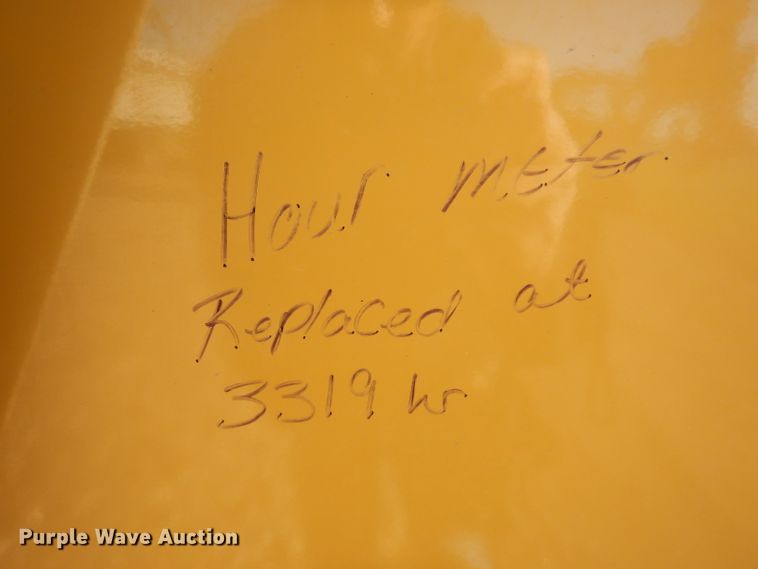 Hour meter
Replaced at
3319 hr
Purple Wave Auction